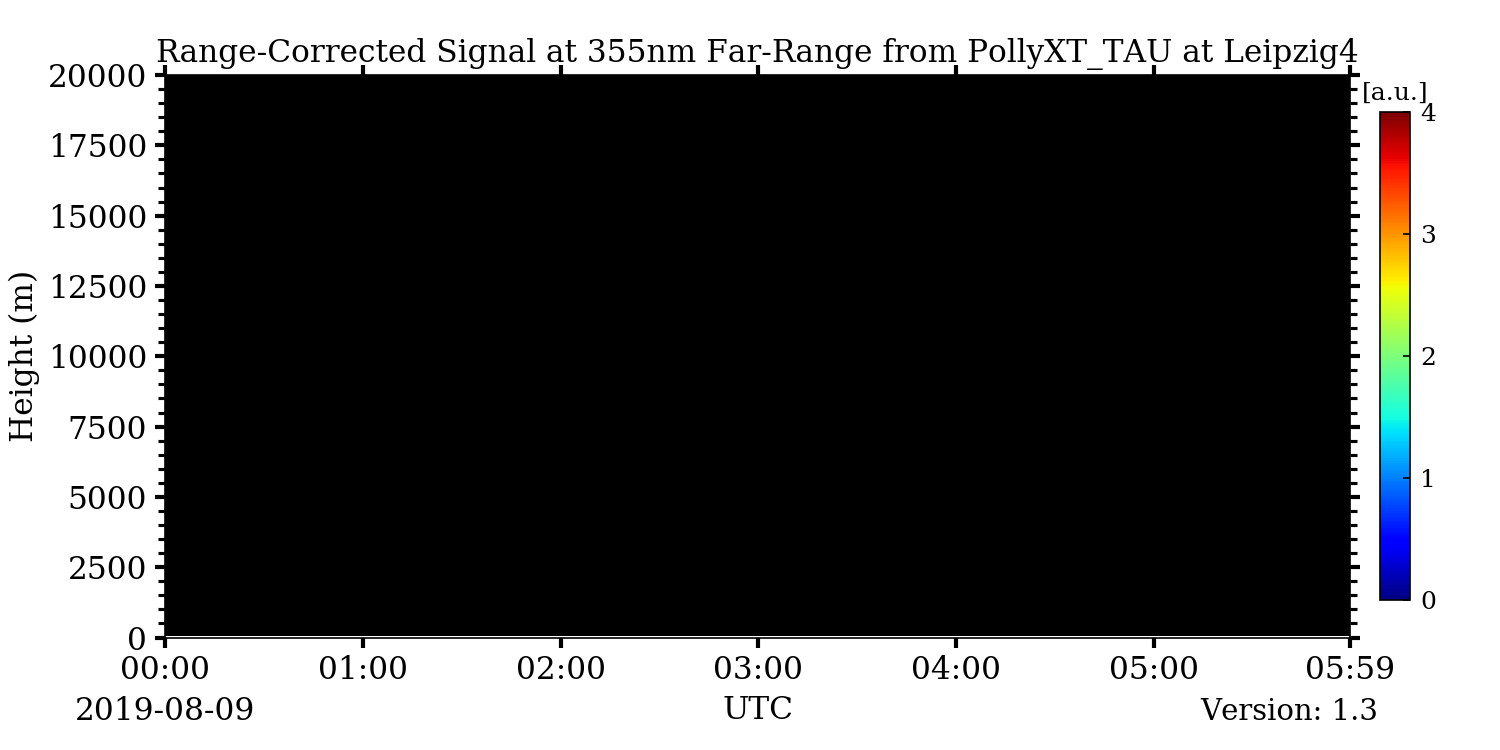 Range-Corrected Signal at 355nm Far-Range from PollyXT_TAU at Leipzig4
[a.u.]
20000
17500
15000
12500
10000
7500
5000
2500
0
Height (m)
4
3
2
1
0
00:00 01:00 02:00 03:00 04:00 05:00 05:59
2019-08-09 UTC Version: 1.3